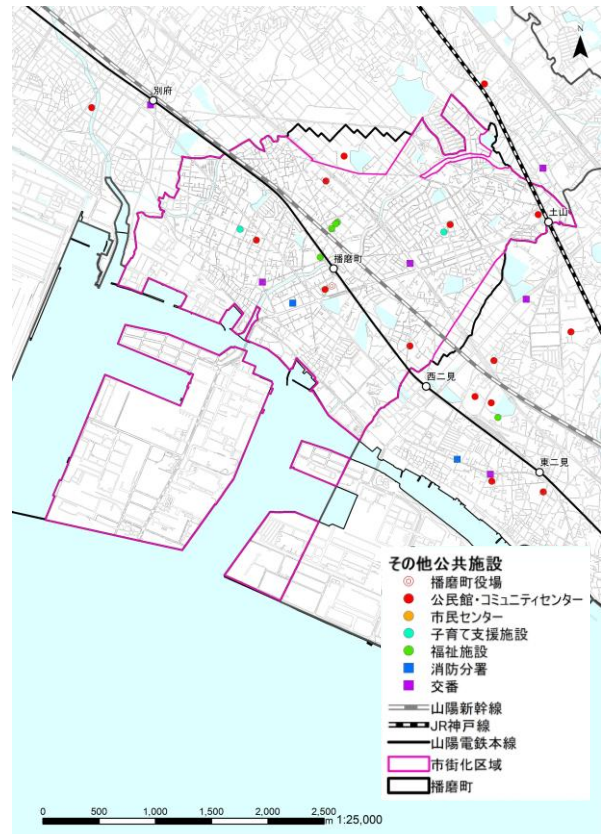 N
別府
土山
播磨町
西二見
東二見
その他公共施設
播磨町役場
公民館・コミュニティセンター
市民センター
子育て支援施設
福祉施設
消防分署
交番
山陽新幹線
JR神戸線
山陽電鉄本線
市街化区域
播磨町
0 500 1,000 1,500 2,000 2,500
m 1:25,000